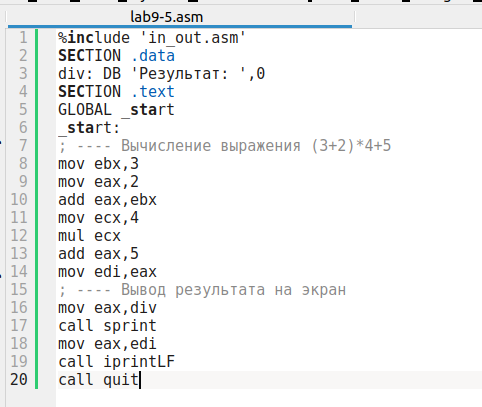 lab9-5.asm
1 %include 'in_out.asm'
2 SECTION .data
3 div: DB 'Результат: ',0
4 SECTION .text
5 GLOBAL _start
6 _start:
7 ; ---- Вычисление выражения (3+2)*4+5
8 mov ebx,3
9 mov eax,2
10 add eax,ebx
11 mov ecx,4
12 mul ecx
13 add eax,5
14 mov edi,eax
15 ; ---- Вывод результата на экран
16 mov eax,div
17 call sprint
18 mov eax,edi
19 call iprintLF
20 call quit